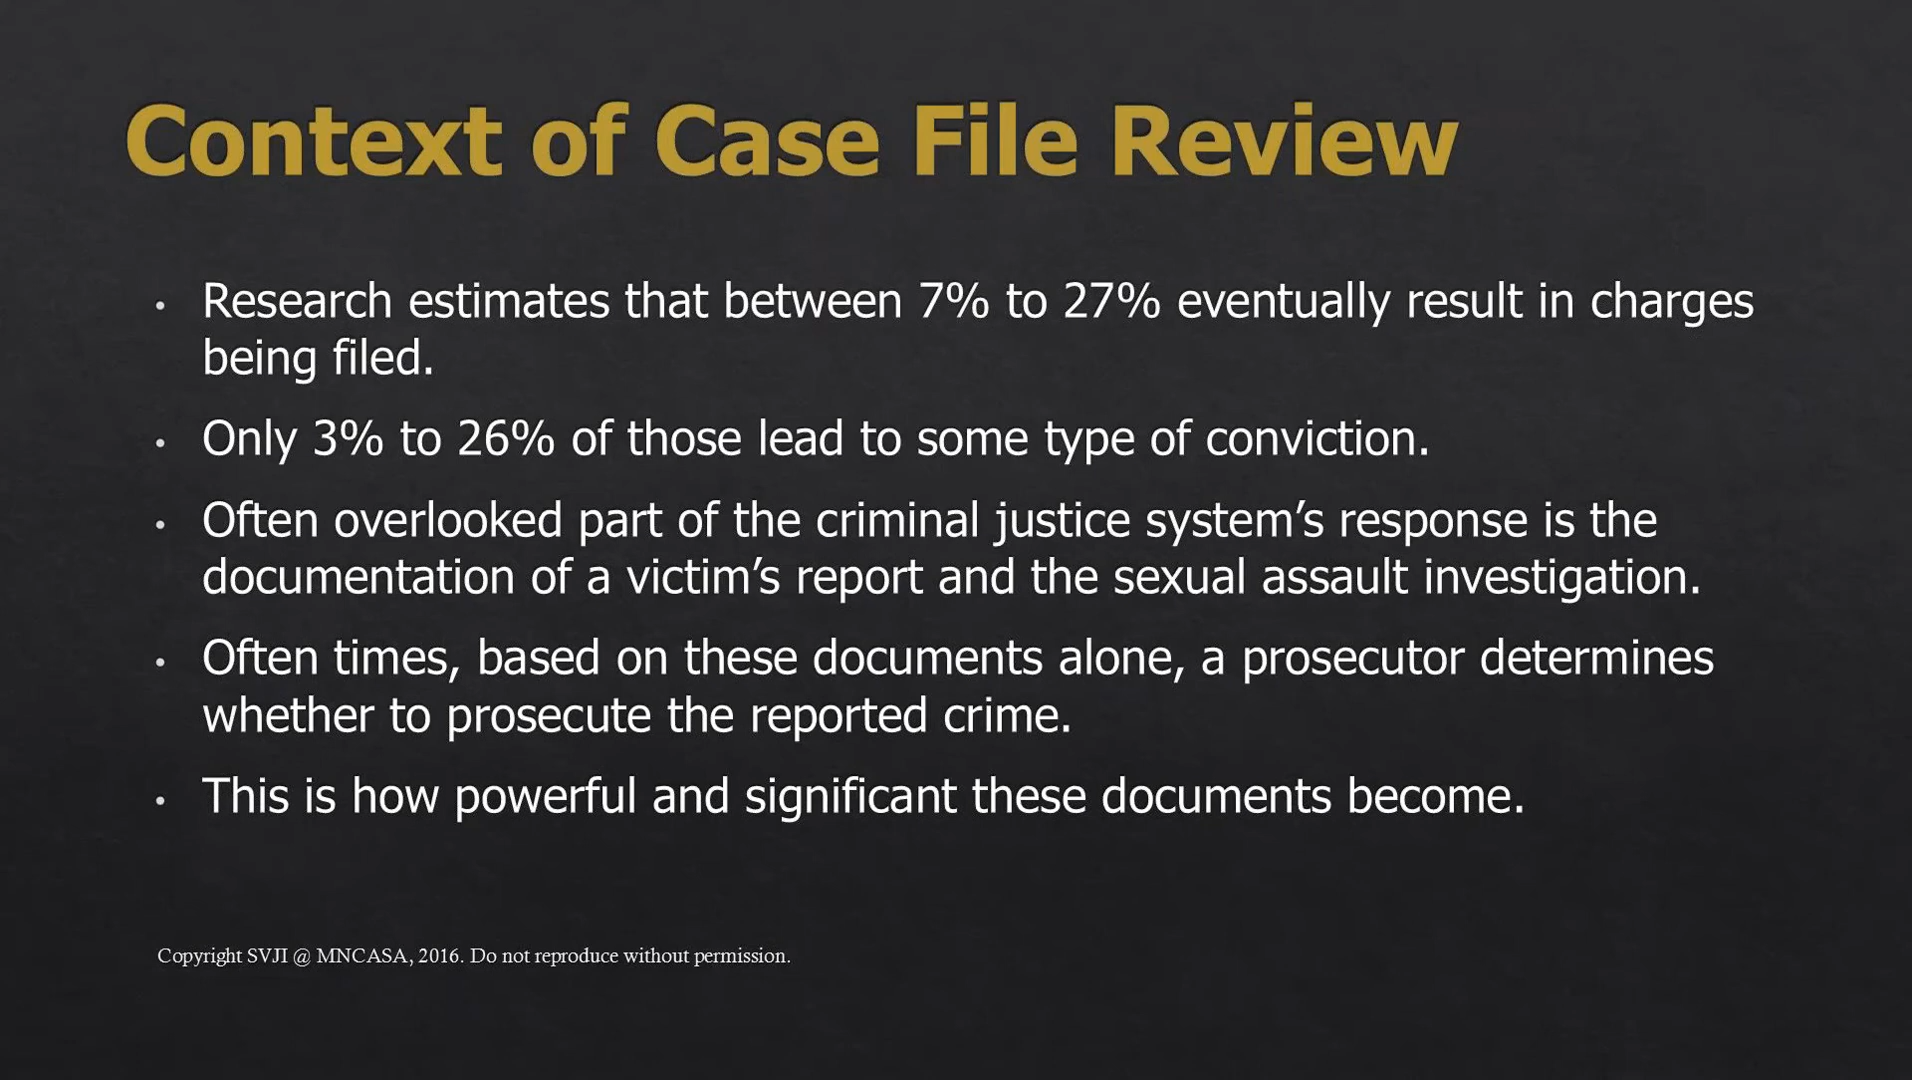 Context of Case File Review
• Research estimates that between 7% to 27% eventually result in charges
being filed.
• Only 3% to 26% of those lead to some type of conviction.
• Often overlooked part of the criminal justice system’s response is the
documentation of a victim’s report and the sexual assault investigation.
• Often times, based on these documents alone, a prosecutor determines
whether to prosecute the reported crime.
• This is how powerful and significant these documents become.
Copyright SVJI @ MNCASA, 2016. Do not reproduce without permission.